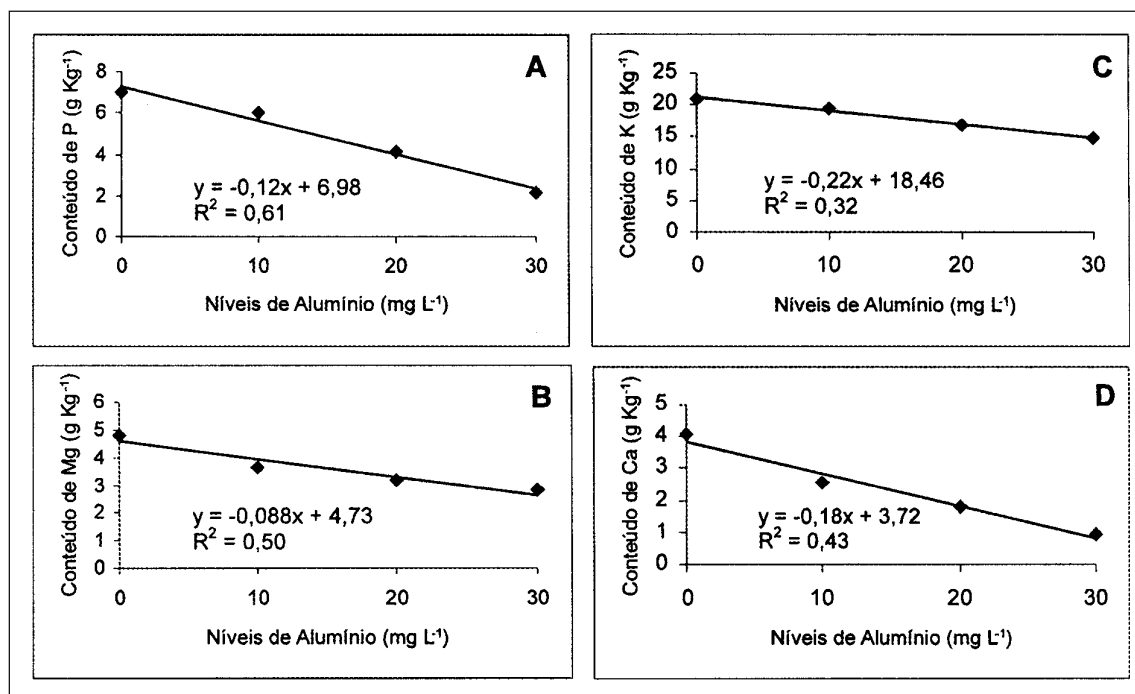 A
Conteúdo de P (g Kg⁻¹)
8
6
4
2
0
y = -0,12x + 6,98
R² = 0,61
0 10 20 30
Níveis de Alumínio (mg L⁻¹)
C
Conteúdo de K (g Kg⁻¹)
25
20
15
10
5
0
y = -0,22x + 18,46
R² = 0,32
0 10 20 30
Níveis de Alumínio (mg L⁻¹)
B
Conteúdo de Mg (g Kg⁻¹)
6
5
4
3
2
1
0
y = -0,088x + 4,73
R² = 0,50
0 10 20 30
Níveis de Alumínio (mg L⁻¹)
D
Conteúdo de Ca (g Kg⁻¹)
5
4
3
2
1
0
y = -0,18x + 3,72
R² = 0,43
0 10 20 30
Níveis de Alumínio (mg L⁻¹)